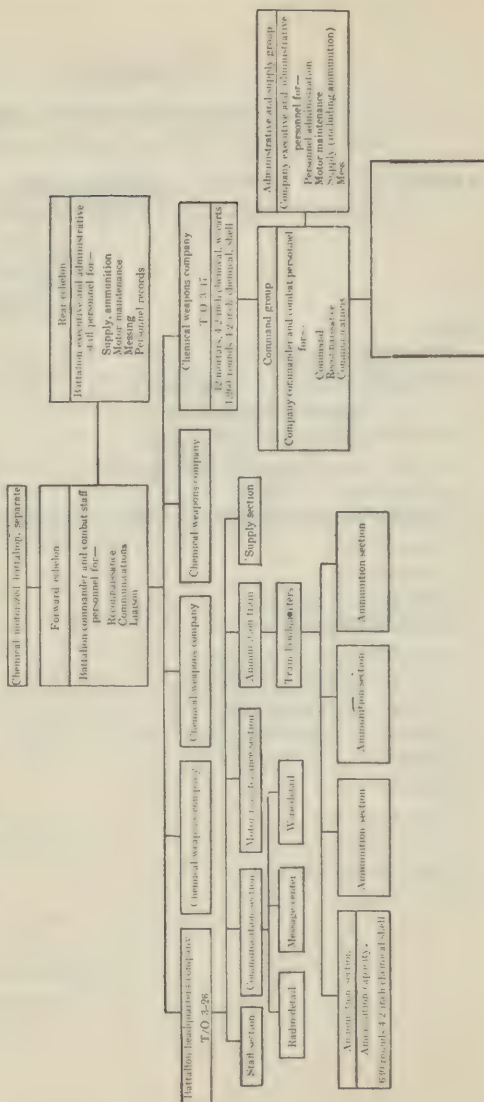 Chemical motorized battalion, separate
Forward echelon
Battalion commander and combat staff
personnel for—
Reconnaissance
Communications
Liaison
Rear echelon
Battalion executive and administrative
staff personnel for—
Supply, ammunition
Motor maintenance
Messing
Personnel records
Battalion headquarters company
T/O 3-26
Chemical weapons company
Chemical weapons company
Chemical weapons company
Chemical weapons company
T O 3-17
12 mortars, 4.2-inch, chemical, w/carts
rounds, 4.2-inch, chemical, shell
Staff section
Communication section
Motor maintenance section
Ammunition train
Supply section
Radio detail
Message center
Wire detail
Train headquarters
Ammunition section
Ammunition capacity,
rounds 4.2-inch chemical shell
Ammunition section
Ammunition section
Ammunition section
Command group
Company commander and combat personnel
for—
Command
Reconnaissance
Communications
Administrative and supply group
Company executive and administrative
personnel for—
Personnel administration
Motor maintenance
Supply (including ammunition)
Mess